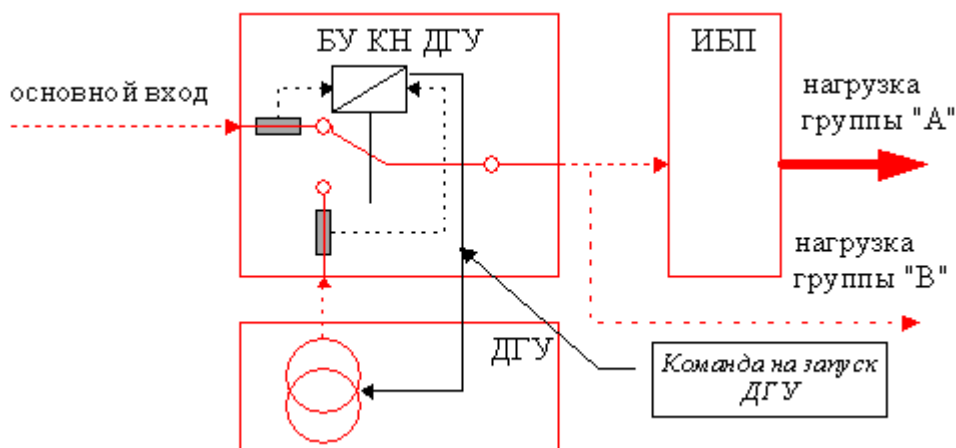 БУ КН ДГУ
ИБП
основной вход
нагрузка
группы "А"
нагрузка
группы "В"
ДГУ
Команда на запуск
ДГУ